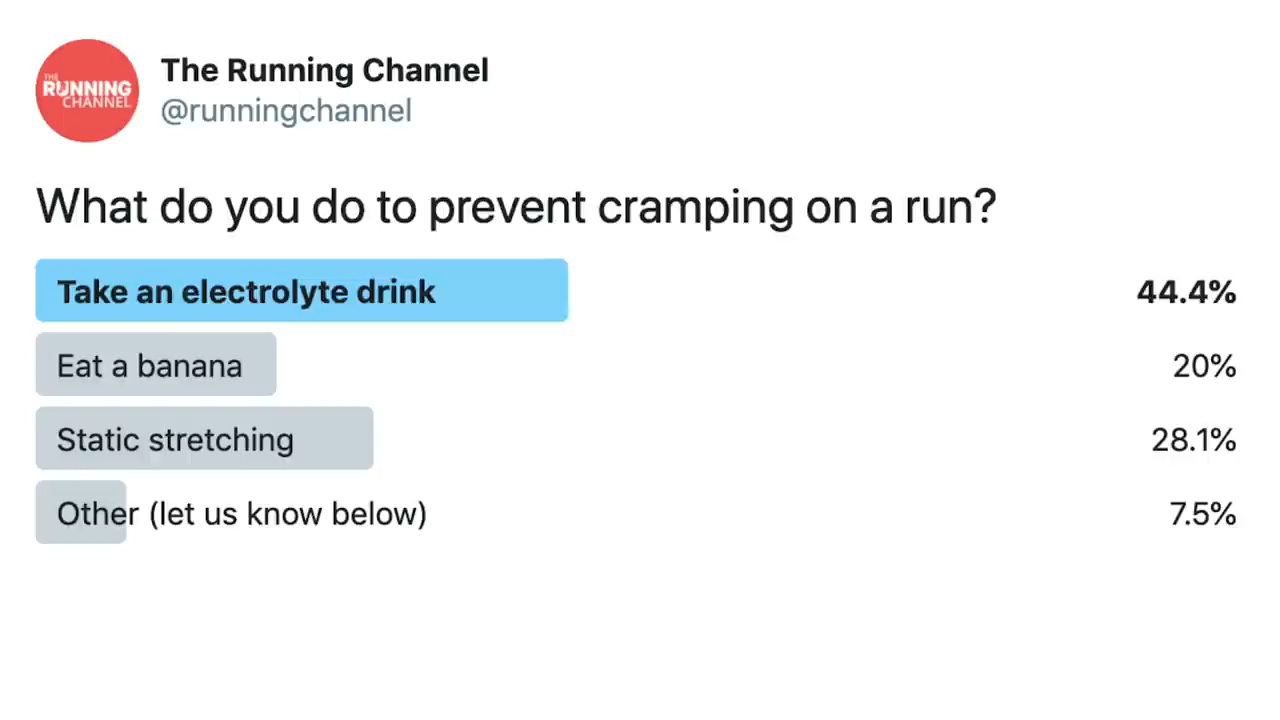 THE
RUNNING
CHANNEL
The Running Channel
@runningchannel
What do you do to prevent cramping on a run?
Take an electrolyte drink 44.4%
Eat a banana 20%
Static stretching 28.1%
Other (let us know below) 7.5%